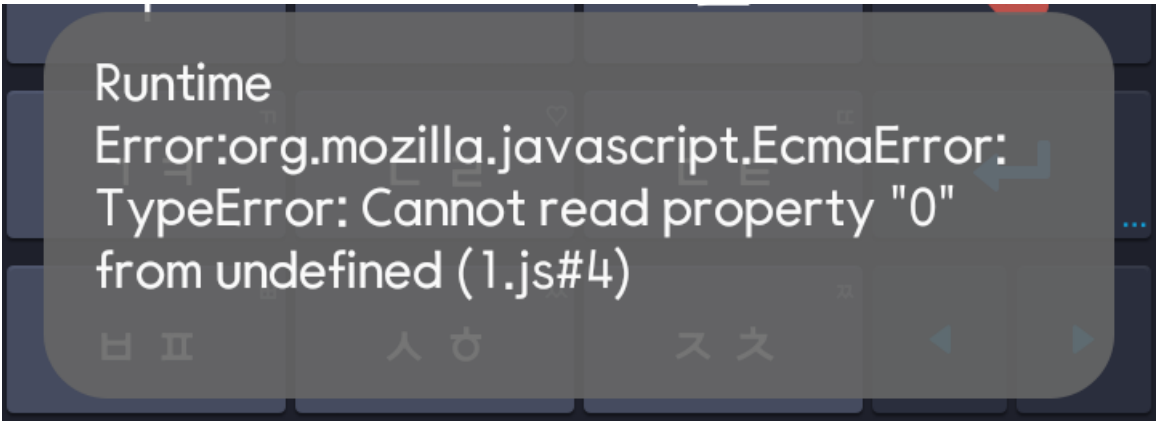 Runtime
Error:org.mozilla.javascript.EcmaError:
TypeError: Cannot read property "0"
from undefined (1.js#4)
ㄱ ㅋ ㄴ ㄹ ㄷ ㅌ
ㅂ ㅍ ㅅ ㅎ ㅈ ㅊ